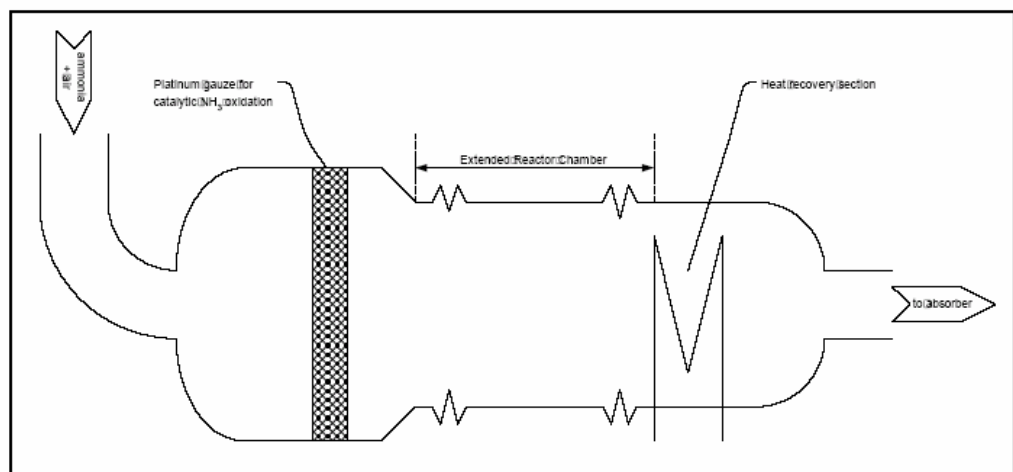 ammonia
+ air
Platinum gauze for
catalytic NH3 oxidation
Extended Reactor Chamber
Heat recovery section
to absorber